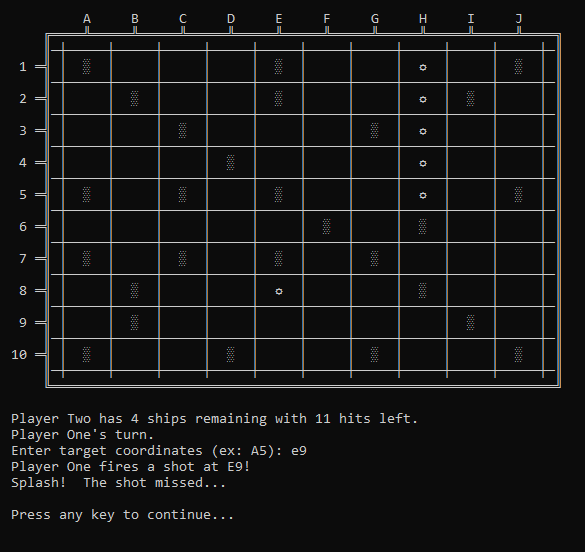 A B C D E F G H I J
1
2
3
4
5
6
7
8
9
10
Player Two has 4 ships remaining with 11 hits left.
Player One's turn.
Enter target coordinates (ex: A5): e9
Player One fires a shot at E9!
Splash!  The shot missed...
Press any key to continue...